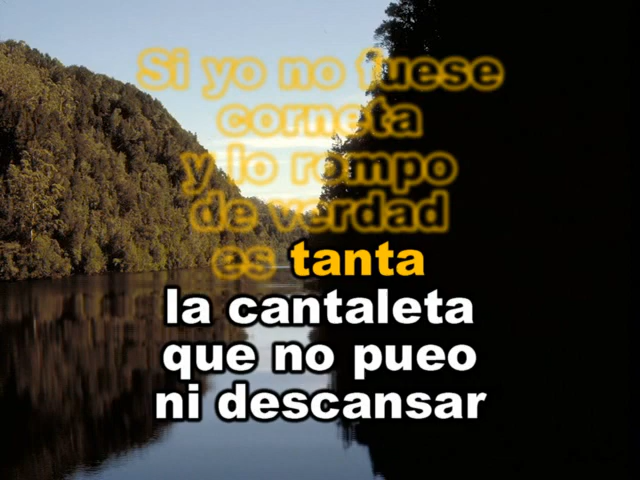 Si yo no fuese
corneta
y lo rompo
de verdad
es tanta
la cantaleta
que no pueo
ni descansar